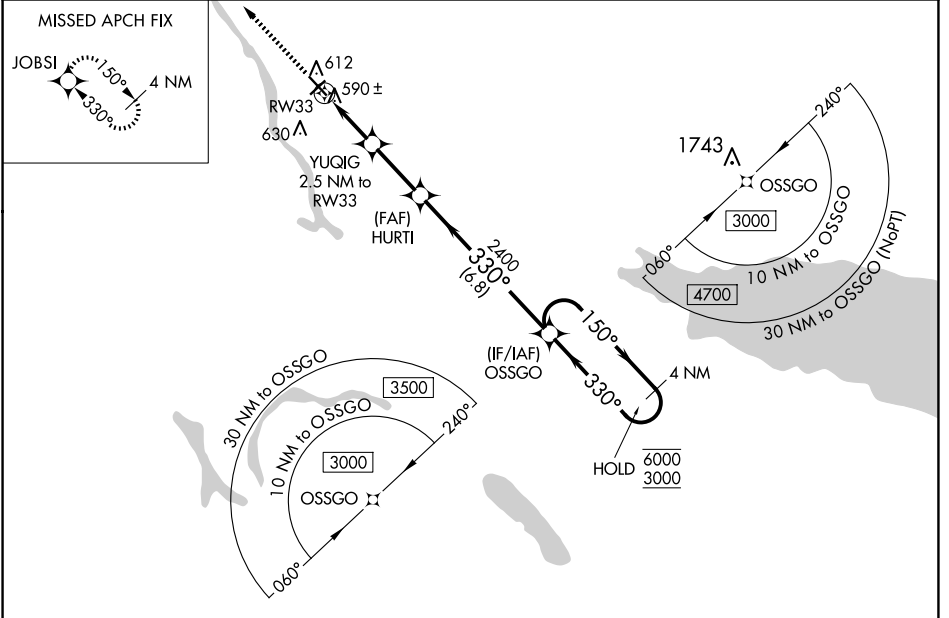 MISSED APCH FIX
JOBSI
150°
4 NM
330°
612
590 ±
RW33
630
YUQIG
2.5 NM to
RW33
(FAF)
HURTI
2400
330°
(6.8)
(IF/IAF)
OSSGO
150°
330°
4 NM
HOLD
6000
3000
1743
240°
OSSGO
3000
060°
10 NM to OSSGO
4700
30 NM to OSSGO (NoPT)
30 NM to OSSGO
3500
10 NM to OSSGO
240°
3000
OSSGO
060°